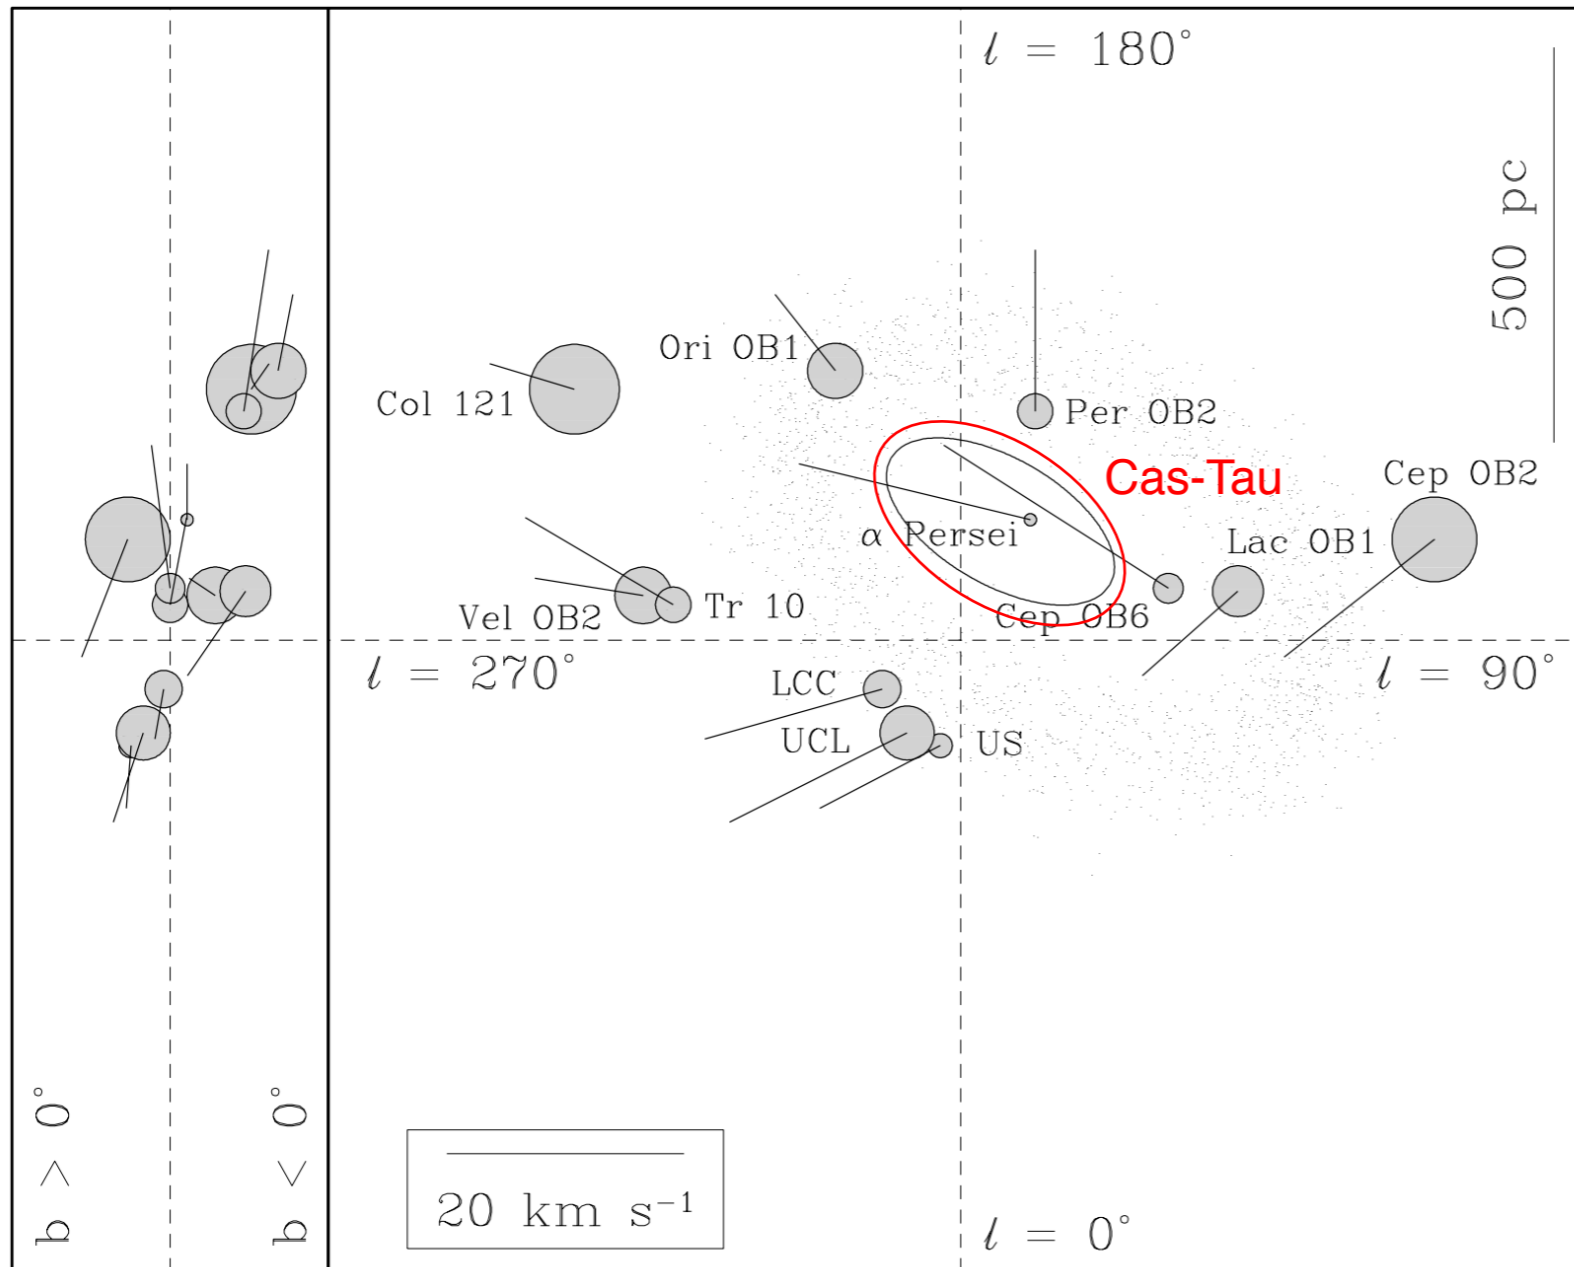 ℓ = 180°
500 pc
Ori OB1
Col 121
Per OB2
Cas-Tau
Cep OB2
α Persei
Lac OB1
Vel OB2
Tr 10
Cep OB6
ℓ = 270°
ℓ = 90°
LCC
UCL
US
b > 0°
b < 0°
20 km s⁻¹
ℓ = 0°